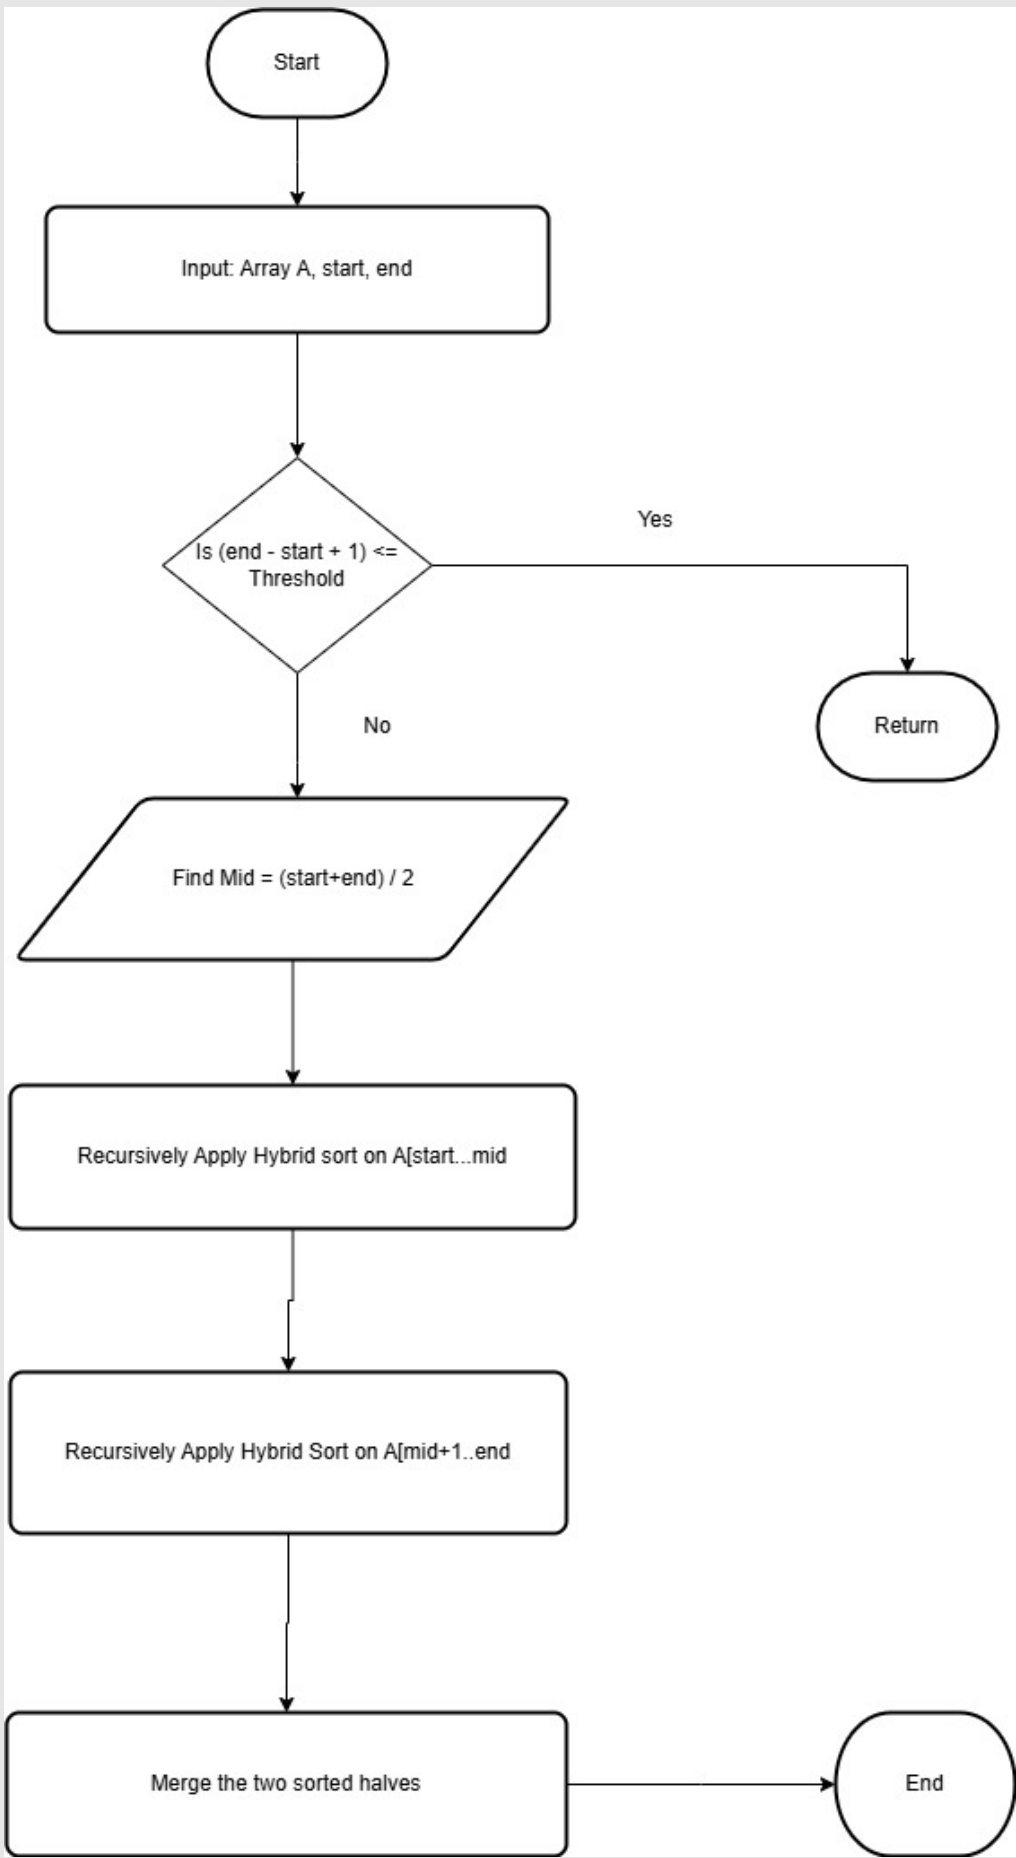 Start
Input: Array A, start, end
Is (end - start + 1) <=
Threshold
Yes
No
Return
Find Mid = (start+end) / 2
Recursively Apply Hybrid sort on A[start...mid
Recursively Apply Hybrid Sort on A[mid+1..end
Merge the two sorted halves
End